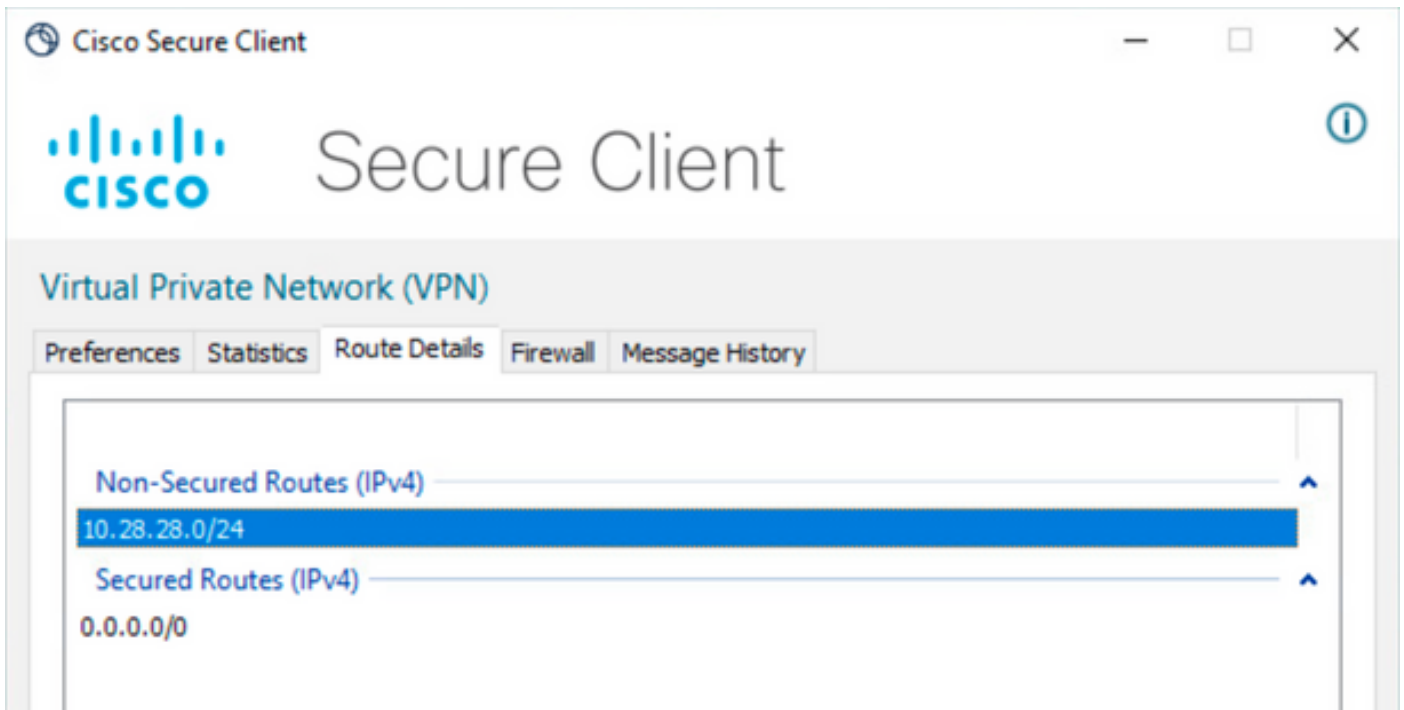 Cisco Secure Client
CISCO Secure Client
Virtual Private Network (VPN)
Preferences Statistics Route Details Firewall Message History
Non-Secured Routes (IPv4)
10.28.28.0/24
Secured Routes (IPv4)
0.0.0.0/0